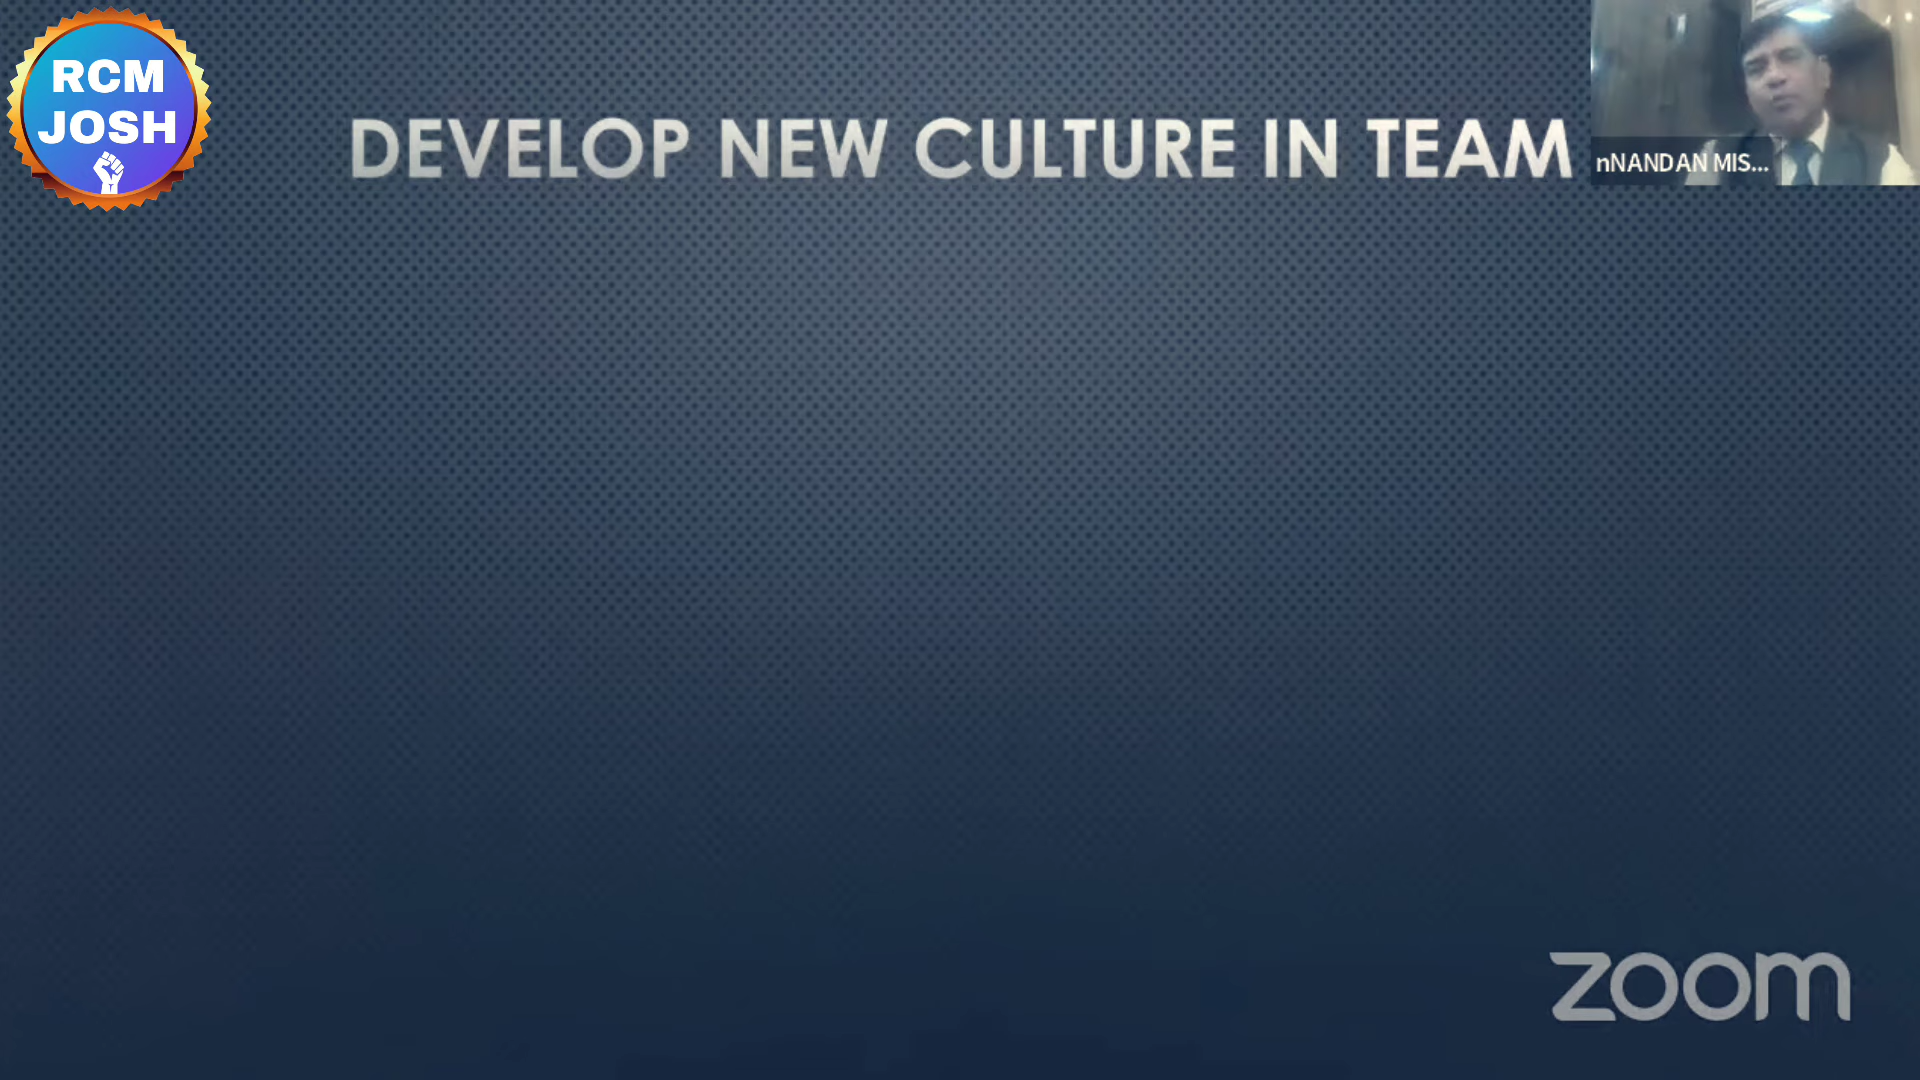 RCM
JOSH
DEVELOP NEW CULTURE IN TEAM
nNANDAN MIS...
zoom